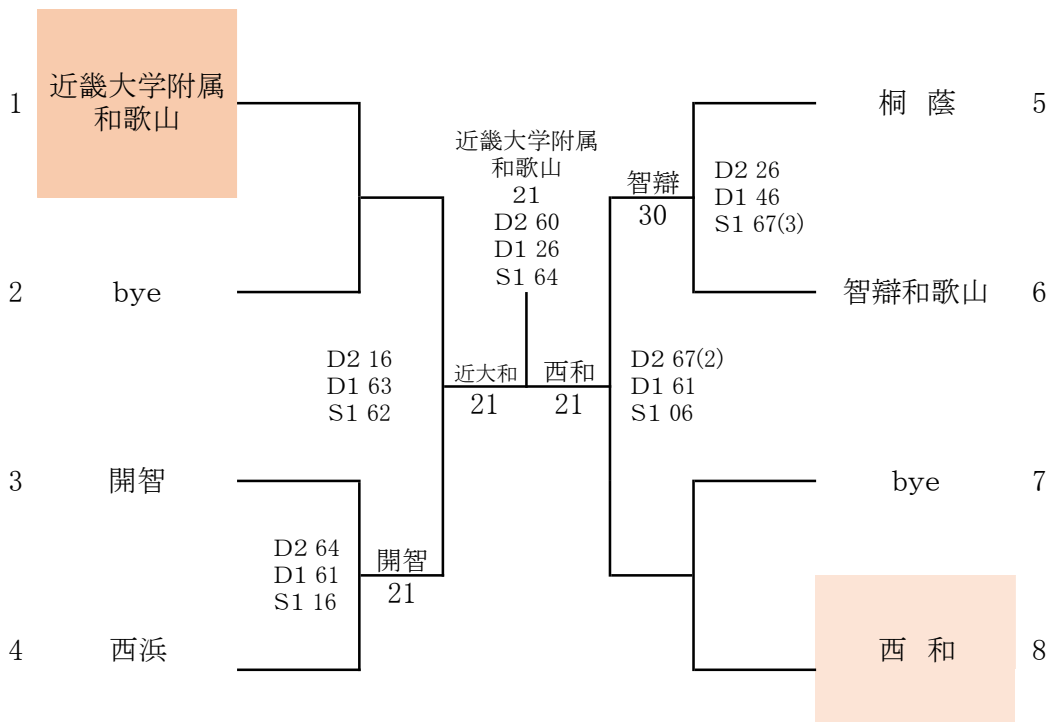 1
近畿大学附属
和歌山
2
bye
3
開智
4
西浜
D2 64
D1 61
S1 16
開智
21
D2 16
D1 63
S1 62
近大和
21
近畿大学附属
和歌山
21
D2 60
D1 26
S1 64
西和
21
智辯
30
D2 26
D1 46
S1 67(3)
D2 67(2)
D1 61
S1 06
桐 蔭
5
智辯和歌山
6
bye
7
西 和
8